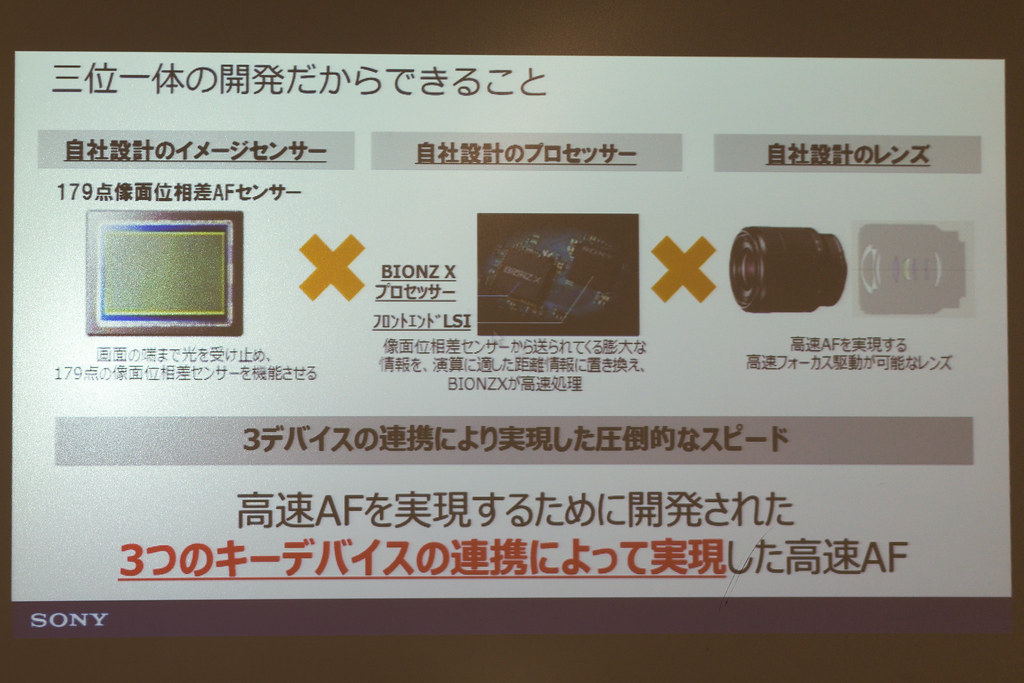 三位一体の開発だからできること
自社設計のイメージセンサー
自社設計のプロセッサー
自社設計のレンズ
179点像面位相差AFセンサー
BIONZ X
プロセッサー
フロントエンドLSI
BIONZ X
画面の端まで光を受け止め、
179点の像面位相差センサーを機能させる
像面位相差センサーから送られてくる膨大な
情報を、演算に適した距離情報に置き換え、
BIONZXが高速処理
高速AFを実現する
高速フォーカス駆動が可能なレンズ
3デバイスの連携により実現した圧倒的なスピード
高速AFを実現するために開発された
3つのキーデバイスの連携によって実現した高速AF
SONY